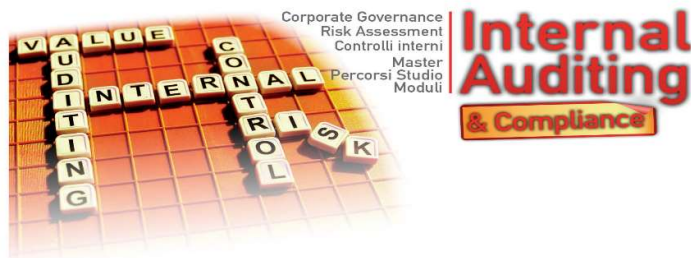 VALUE
AUDITING
INTERNAL
CONTROL
RISK
Corporate Governance
Risk Assessment
Controlli interni
Master
Percorsi Studio
Moduli
Internal
Auditing
& Compliance